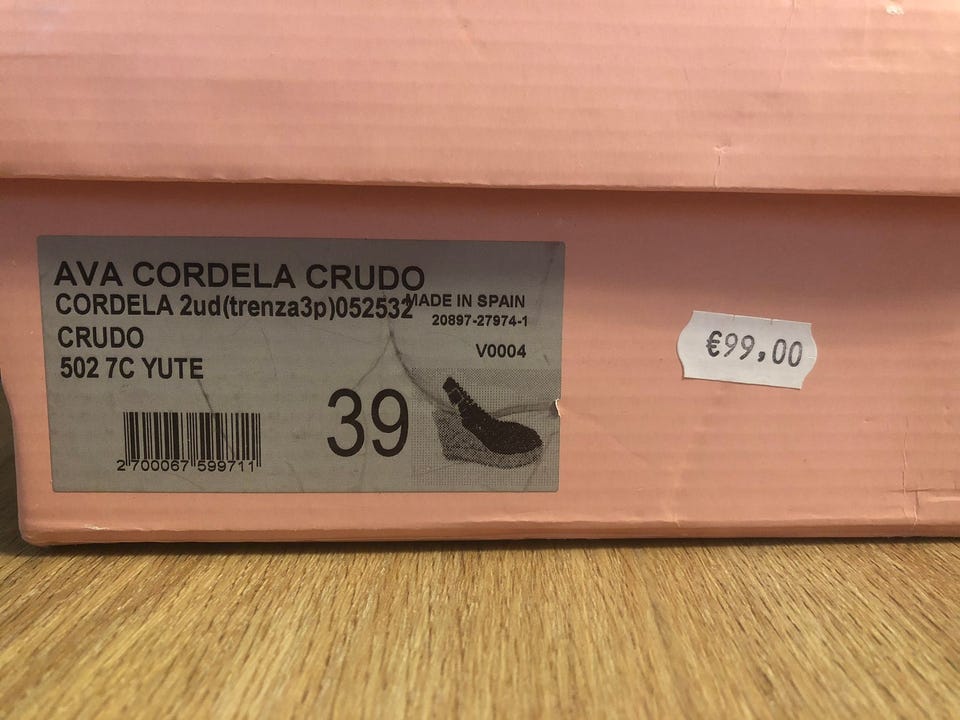 AVA CORDELA CRUDO
CORDELA 2ud(trenza3p)052532
MADE IN SPAIN
20897-27974-1
CRUDO
V0004
502 7C YUTE
39
2 700067 599711
€99,00